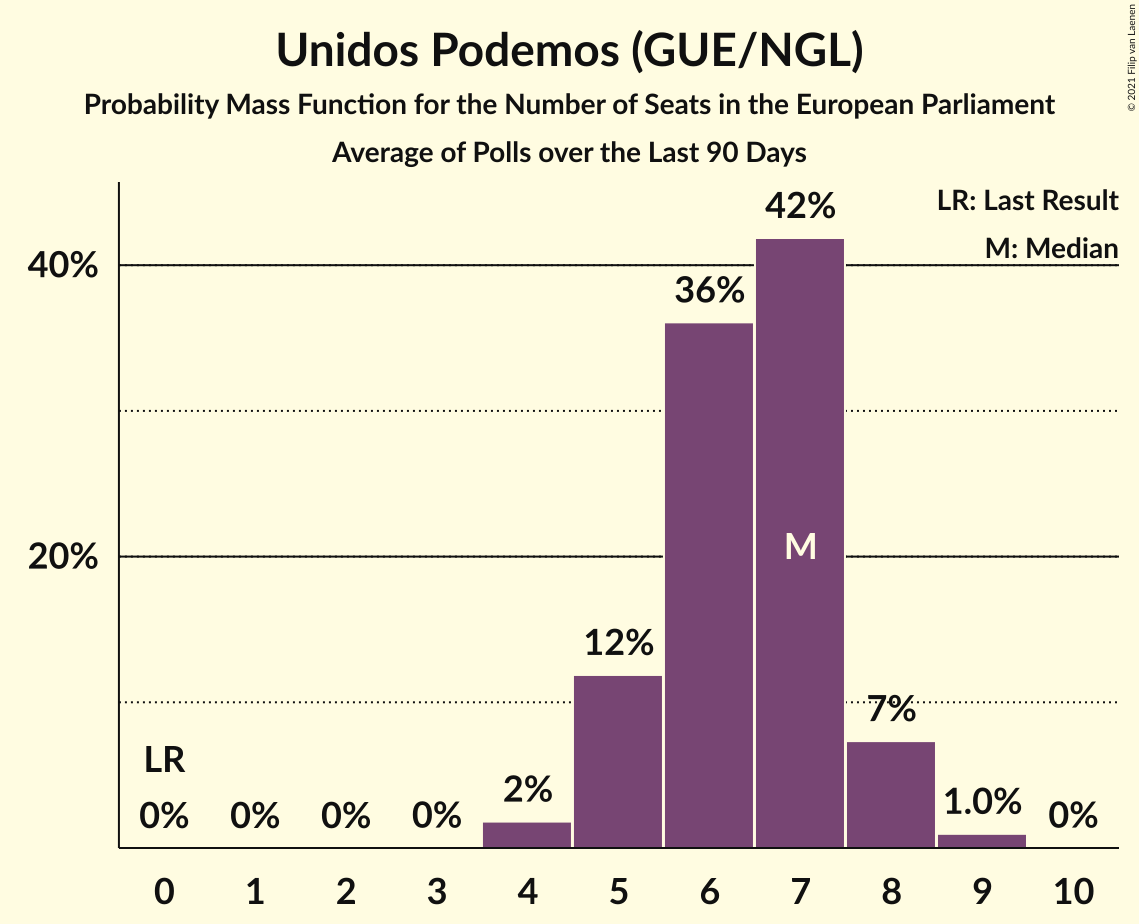 Unidos Podemos (GUE/NGL)
Probability Mass Function for the Number of Seats in the European Parliament
Average of Polls over the Last 90 Days
© 2021 Filip van Laenen
LR: Last Result
M: Median
40%
20%
LR
0%
0%
0%
0%
2%
12%
36%
42%
M
7%
1.0%
0%
0 1 2 3 4 5 6 7 8 9 10